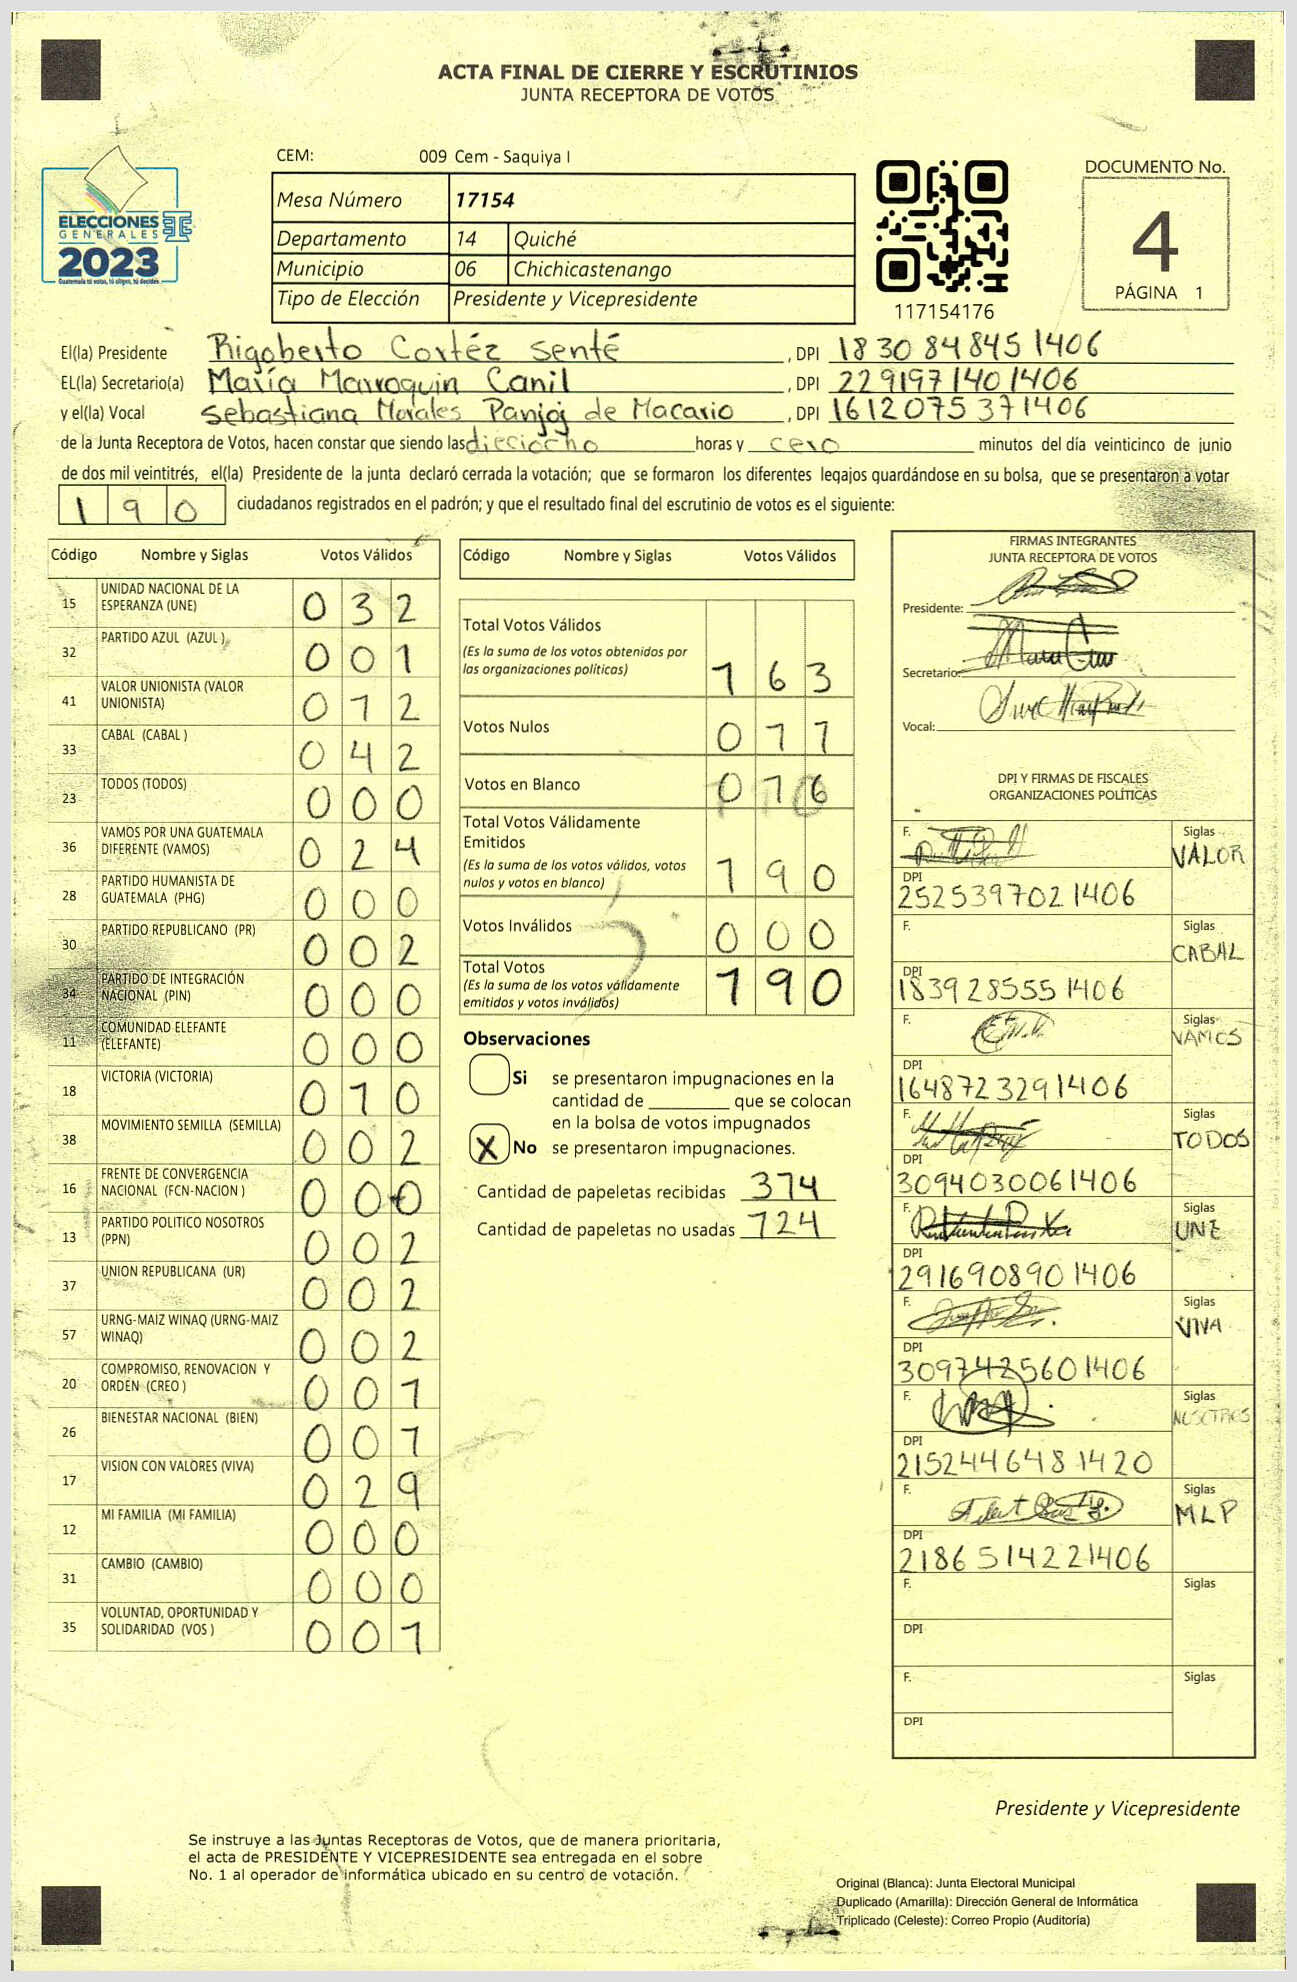 ACTA FINAL DE CIERRE Y ESCRUTINIOS
JUNTA RECEPTORA DE VOTOS
CEM: 009 Cem - Saquiya I
ELECCIONES
GENERALES
2023
Guatemala tú votas, tú eliges, tú decides
Mesa Número 17154
Departamento 14 Quiché
Municipio 06 Chichicastenango
Tipo de Elección Presidente y Vicepresidente
117154176
DOCUMENTO No.
4
PÁGINA 1
El(la) Presidente Rigoberto Cortéz Senté , DPI 1830848451406
EL(la) Secretario(a) María Marroquin Canil , DPI 2291971401406
y el(la) Vocal Sebastiana Morales Panjoj de Macario , DPI 1612075371406
de la Junta Receptora de Votos, hacen constar que siendo las dieciocho horas y cero minutos del día veinticinco de junio
de dos mil veintitrés, el(la) Presidente de la junta declaró cerrada la votación; que se formaron los diferentes legajos guardándose en su bolsa, que se presentaron a votar
190 ciudadanos registrados en el padrón; y que el resultado final del escrutinio de votos es el siguiente:
Código Nombre y Siglas Votos Válidos
15 UNIDAD NACIONAL DE LA
ESPERANZA (UNE) 032
32 PARTIDO AZUL (AZUL ) 001
41 VALOR UNIONISTA (VALOR
UNIONISTA) 012
33 CABAL (CABAL ) 042
23 TODOS (TODOS) 000
36 VAMOS POR UNA GUATEMALA
DIFERENTE (VAMOS) 024
28 PARTIDO HUMANISTA DE
GUATEMALA (PHG) 000
30 PARTIDO REPUBLICANO (PR) 002
34 PARTIDO DE INTEGRACIÓN
NACIONAL (PIN) 000
11 COMUNIDAD ELEFANTE
(ELEFANTE) 000
18 VICTORIA (VICTORIA) 010
38 MOVIMIENTO SEMILLA (SEMILLA) 002
16 FRENTE DE CONVERGENCIA
NACIONAL (FCN-NACION ) 000
13 PARTIDO POLITICO NOSOTROS
(PPN) 002
37 UNION REPUBLICANA (UR) 002
57 URNG-MAIZ WINAQ (URNG-MAIZ
WINAQ) 002
20 COMPROMISO, RENOVACION Y
ORDEN (CREO ) 001
26 BIENESTAR NACIONAL (BIEN) 001
17 VISION CON VALORES (VIVA) 029
12 MI FAMILIA (MI FAMILIA) 000
31 CAMBIO (CAMBIO) 000
35 VOLUNTAD, OPORTUNIDAD Y
SOLIDARIDAD (VOS ) 001
Código Nombre y Siglas Votos Válidos
Total Votos Válidos
(Es la suma de los votos obtenidos por
las organizaciones políticas) 163
Votos Nulos 011
Votos en Blanco 016
Total Votos Válidamente
Emitidos
(Es la suma de los votos válidos, votos
nulos y votos en blanco) 190
Votos Inválidos 000
Total Votos
(Es la suma de los votos válidamente
emitidos y votos inválidos) 190
Observaciones
Si se presentaron impugnaciones en la
cantidad de ________ que se colocan
en la bolsa de votos impugnados
X No se presentaron impugnaciones.
Cantidad de papeletas recibidas 314
Cantidad de papeletas no usadas 124
FIRMAS INTEGRANTES
JUNTA RECEPTORA DE VOTOS
Presidente:
Secretario:
Vocal:
DPI Y FIRMAS DE FISCALES
ORGANIZACIONES POLÍTICAS
F. Siglas
VALOR
DPI
2525397021406
F. Siglas
CABAL
DPI
1839285551406
F. Siglas
VAMOS
DPI
1648723291406
F. Siglas
TODOS
DPI
3094030061406
F. Siglas
UNE
DPI
2916908901406
F. Siglas
VIVA
DPI
3097425601406
F. Siglas
NOSOTROS
DPI
2152446481420
F. Siglas
MLP
DPI
2186514221406
F. Siglas
DPI
F. Siglas
DPI
Presidente y Vicepresidente
Se instruye a las Juntas Receptoras de Votos, que de manera prioritaria,
el acta de PRESIDENTE Y VICEPRESIDENTE sea entregada en el sobre
No. 1 al operador de informática ubicado en su centro de votación.
Original (Blanca): Junta Electoral Municipal
Duplicado (Amarilla): Dirección General de Informática
Triplicado (Celeste): Correo Propio (Auditoría)